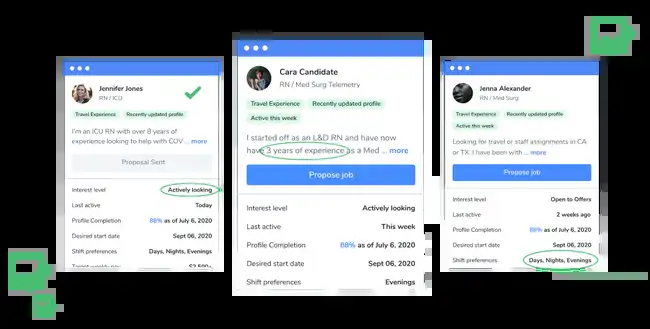 Jennifer Jones
RN / ICU
Travel Experience Recently updated profile
I'm an ICU RN with over 8 years of
experience looking to help with COV ... more
Proposal Sent
Interest level Actively looking
Last active Today
Profile Completion 88% as of July 6, 2020
Desired start date Sept 06, 2020
Shift preferences Days, Nights, Evenings
Target weekly pay $2,500+
Cara Candidate
RN / Med Surg Telemetry
Travel Experience Recently updated profile
Active this week
I started off as an L&D RN and have now
have 3 years of experience as a Med ... more
Propose job
Interest level Actively looking
Last active This week
Profile Completion 88% as of July 6, 2020
Desired start date Sept 06, 2020
Shift preferences Evenings
Jenna Alexander
RN / Med Surg
Travel Experience Recently updated profile
Active this week
Looking for travel or staff assignments in CA
or TX. I have been with ... more
Propose job
Interest level Open to Offers
Last active 2 weeks ago
Profile Completion 88% as of July 6, 2020
Desired start date Sept 06, 2020
Shift preferences Days, Nights, Evenings